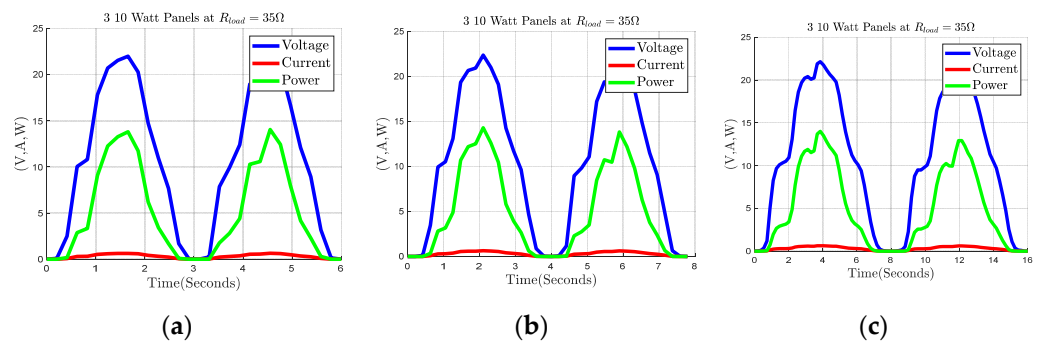 3 10 Watt Panels at R_load = 35Ω
25
20
15
10
5
0
(V,A,W)
0 1 2 3 4 5 6
Time(Seconds)
Voltage
Current
Power
(a)
3 10 Watt Panels at R_load = 35Ω
25
20
15
10
5
0
(V,A,W)
0 1 2 3 4 5 6 7 8
Time(Seconds)
Voltage
Current
Power
(b)
3 10 Watt Panels at R_load = 35Ω
25
20
15
10
5
0
(V,A,W)
2 4 6 8 10 12 14 16
Time(Seconds)
Voltage
Current
Power
(c)